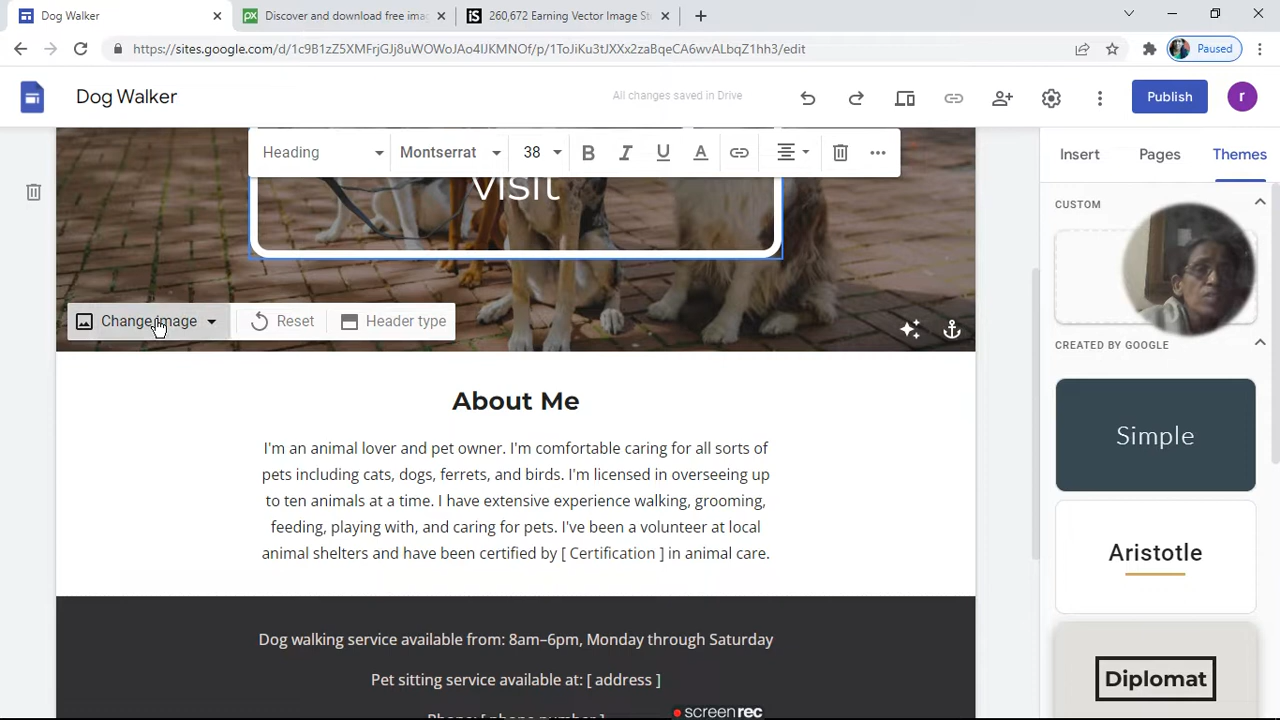 Dog Walker
Discover and download free ima
260,672 Earning Vector Image St
https://sites.google.com/d/1c9B1zZ5XMFrjGJj8uWOWoJAo4IJKMNOf/p/1ToJiKu3tJXXx2zaBqeCA6wvALbqZ1hh3/edit
Paused
Dog Walker
All changes saved in Drive
Publish
r
Heading
Montserrat
38
B
I
U
A
Insert
Pages
Themes
visit
CUSTOM
Change image
Reset
Header type
CREATED BY GOOGLE
About Me
I'm an animal lover and pet owner. I'm comfortable caring for all sorts of
pets including cats, dogs, ferrets, and birds. I'm licensed in overseeing up
to ten animals at a time. I have extensive experience walking, grooming,
feeding, playing with, and caring for pets. I've been a volunteer at local
animal shelters and have been certified by [ Certification ] in animal care.
Simple
Aristotle
Diplomat
Dog walking service available from: 8am–6pm, Monday through Saturday
Pet sitting service available at: [ address ]
Phone: [ phone number ]
screenrec